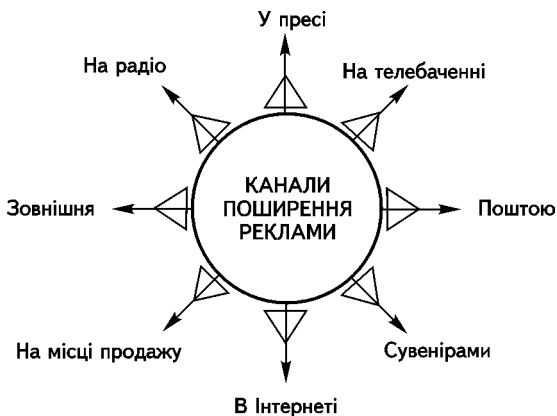 У пресі
На радіо
На телебаченні
Зовнішня
КАНАЛИ
ПОШИРЕННЯ
РЕКЛАМИ
Поштою
На місці продажу
Сувенірами
В Інтернеті